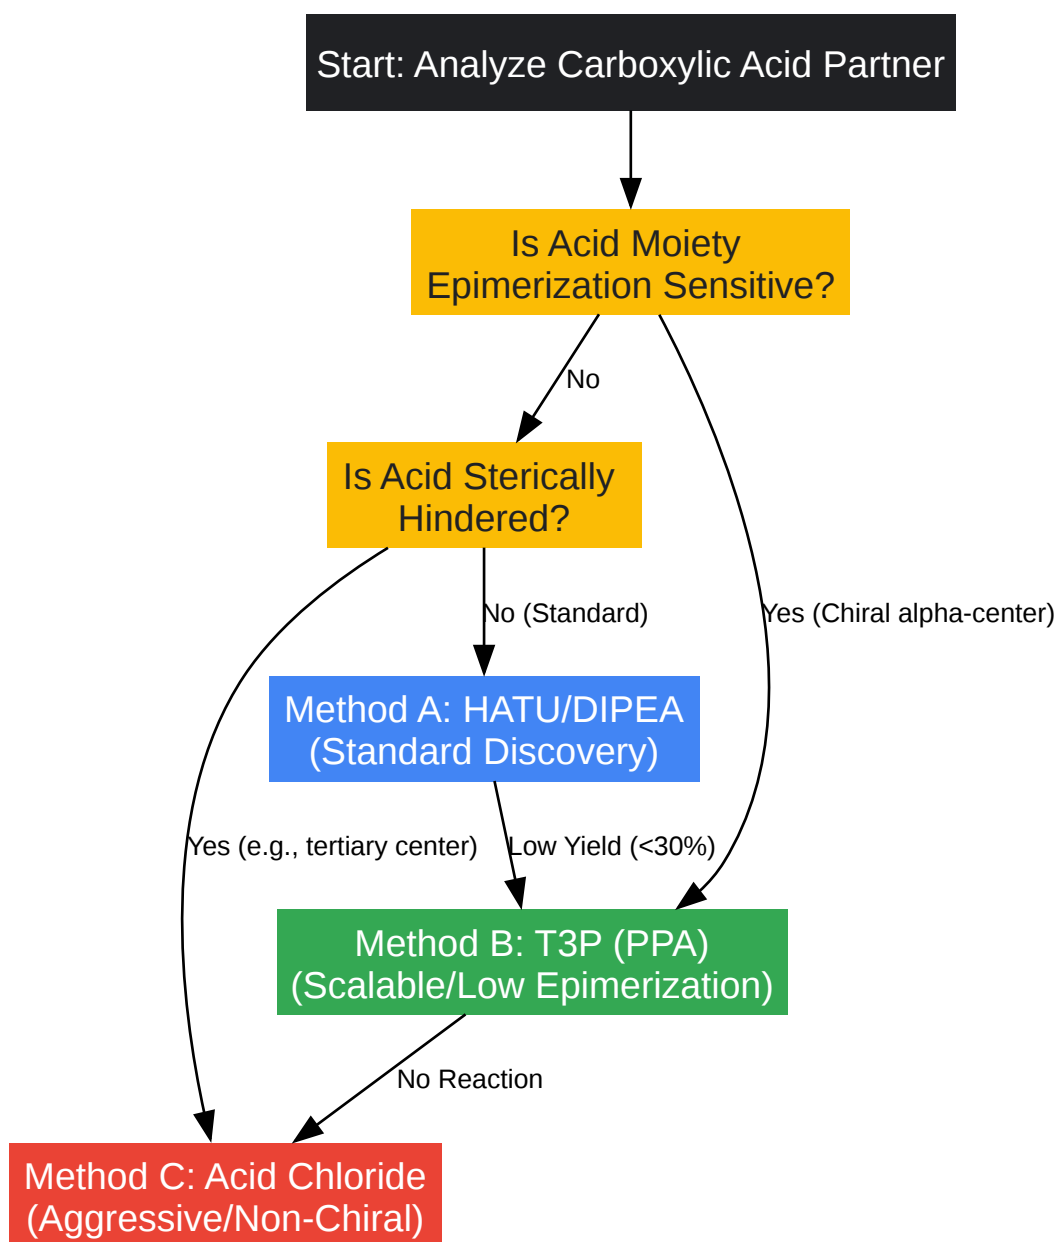 Start: Analyze Carboxylic Acid Partner
Is Acid Moiety
Epimerization Sensitive?
No
Is Acid Sterically
Hindered?
No (Standard)
Yes (Chiral alpha-center)
Method A: HATU/DIPEA
(Standard Discovery)
Yes (e.g., tertiary center)
Low Yield (<30%)
Method B: T3P (PPA)
(Scalable/Low Epimerization)
No Reaction
Method C: Acid Chloride
(Aggressive/Non-Chiral)